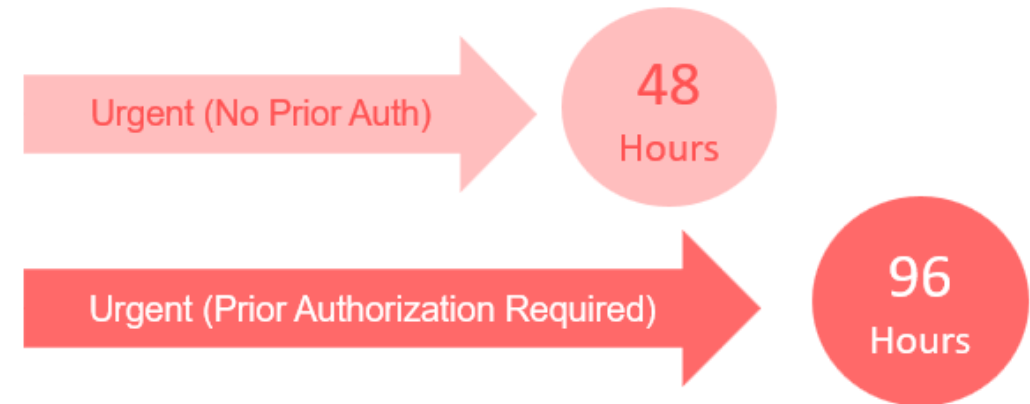 Urgent (No Prior Auth)
48
Hours
Urgent (Prior Authorization Required)
96
Hours